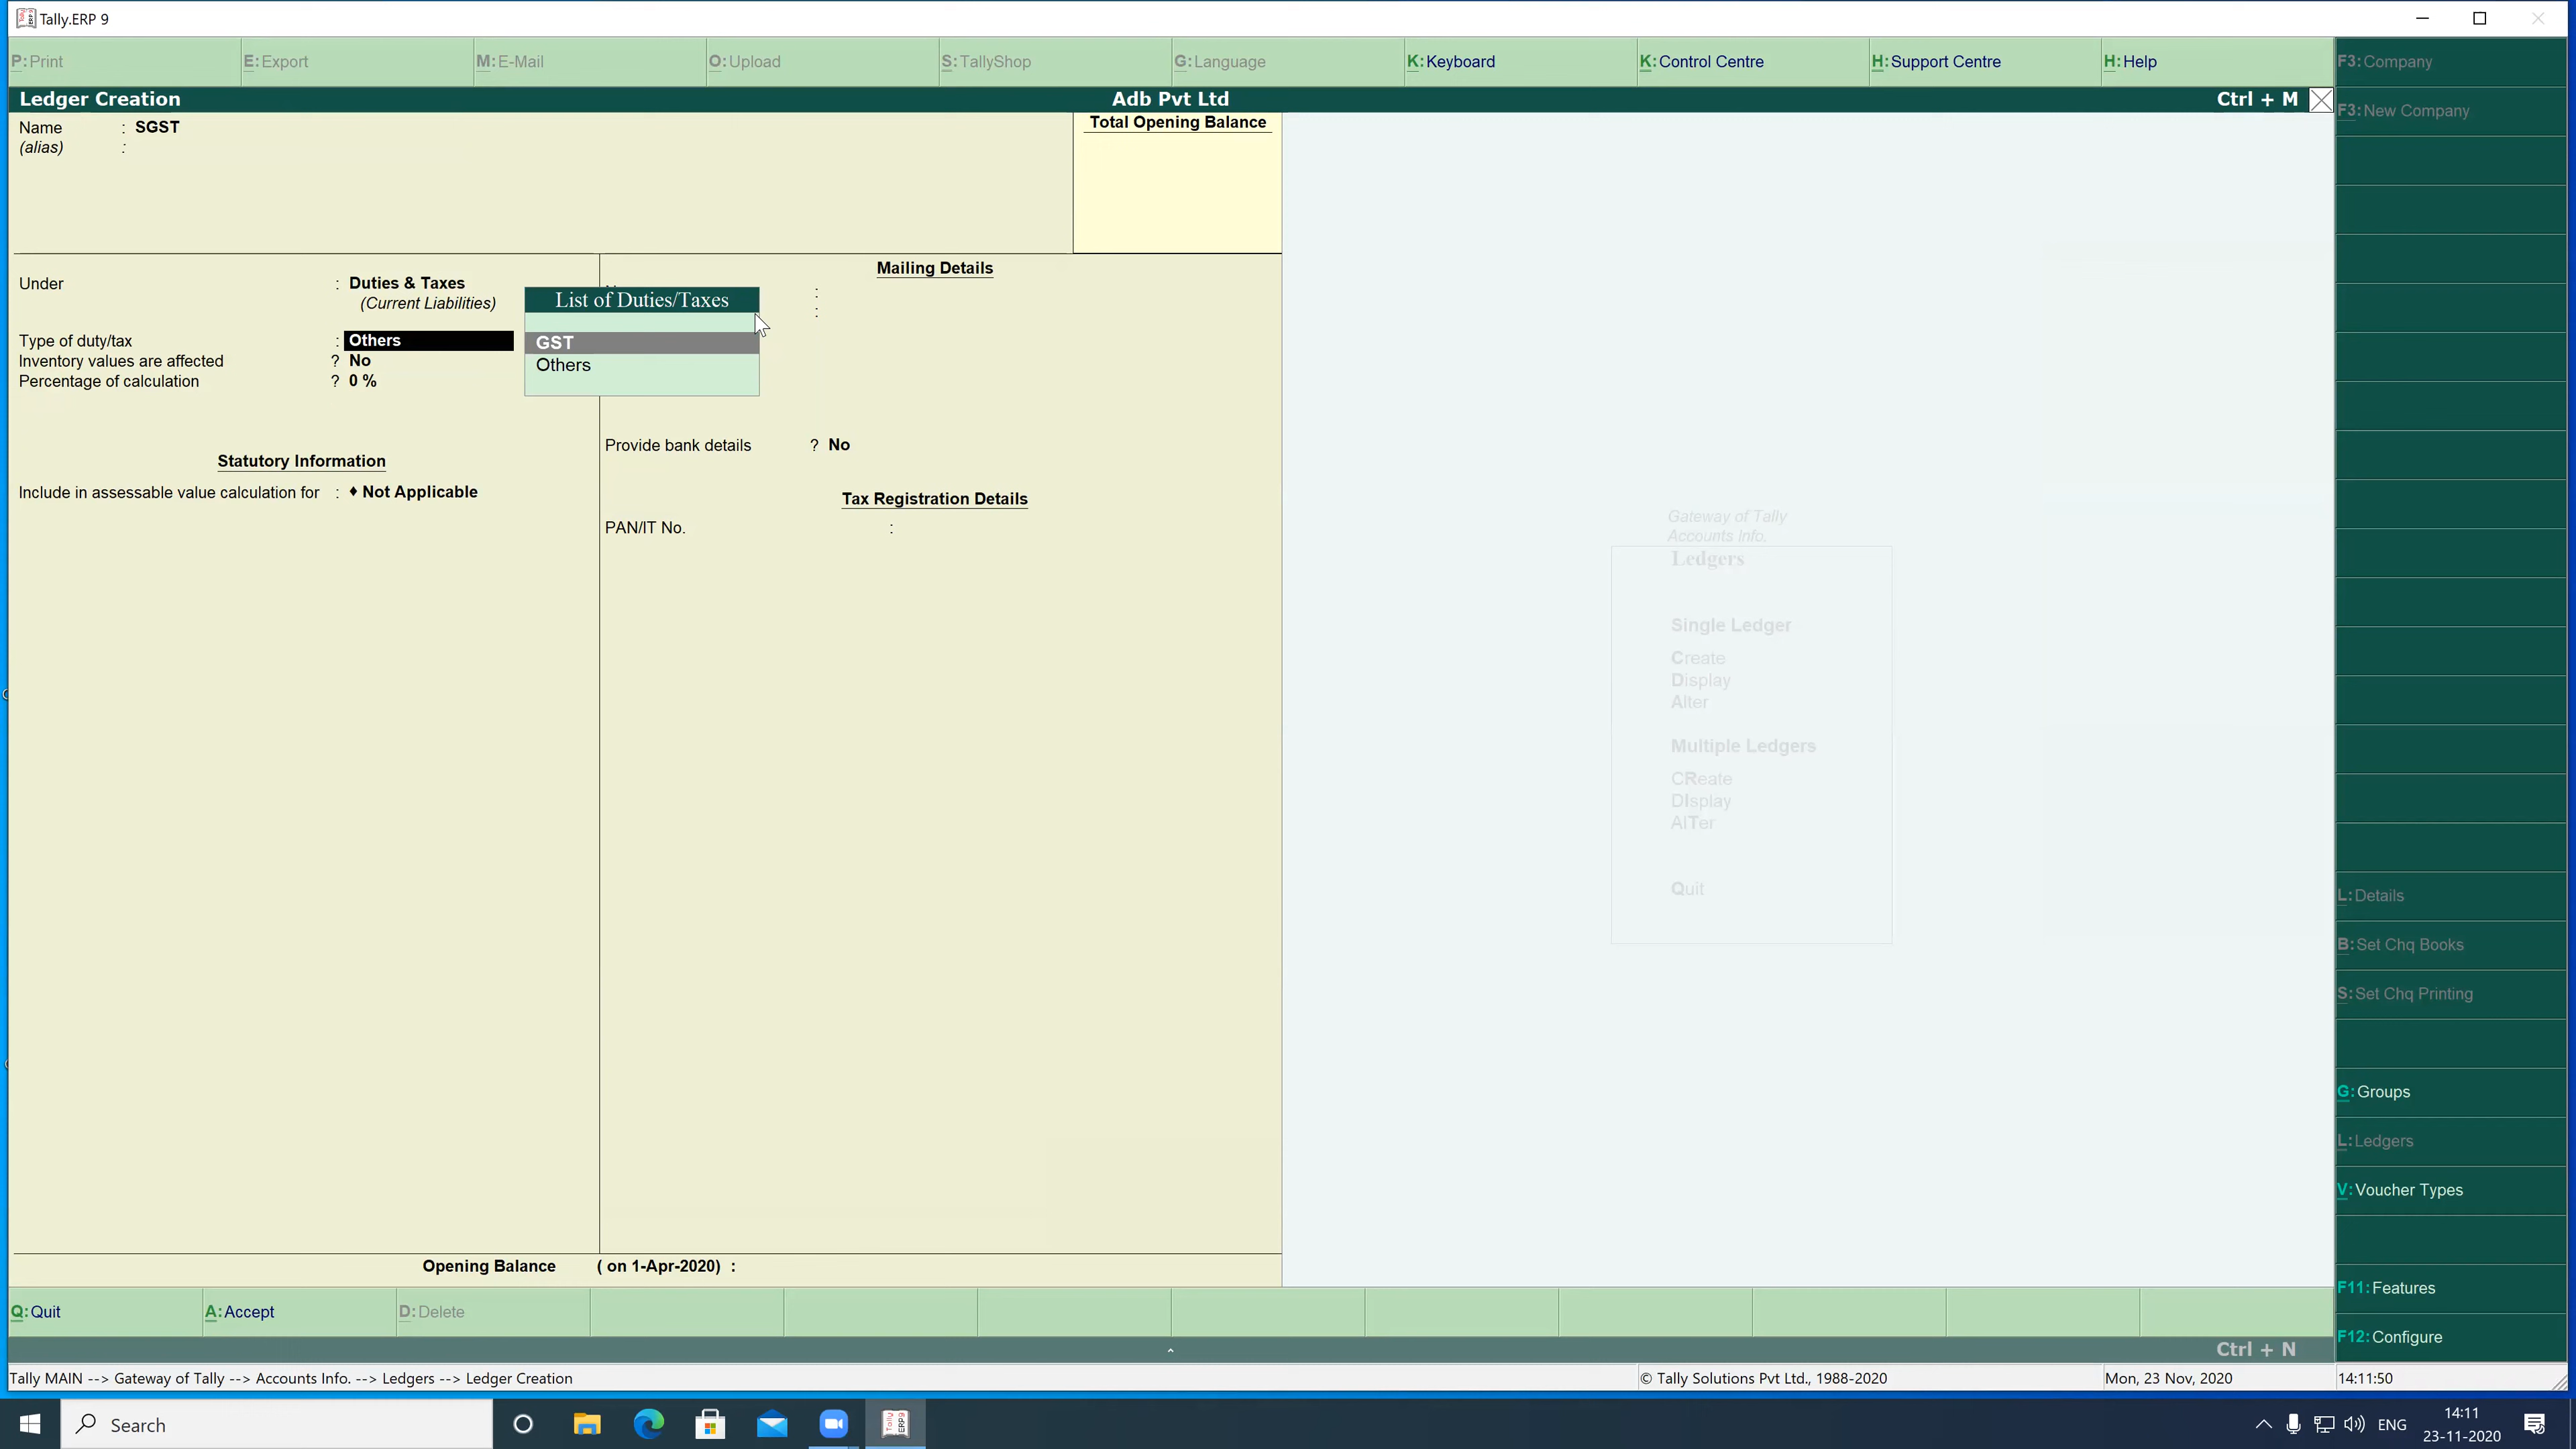 Tally.ERP 9
P:Print E:Export M:E-Mail O:Upload S:TallyShop G:Language K:Keyboard K:Control Centre H:Support Centre H:Help
Ledger Creation Adb Pvt Ltd Ctrl + M
Name : SGST
(alias) :
Total Opening Balance
Under : Duties & Taxes
(Current Liabilities)
Type of duty/tax : Others
Inventory values are affected ? No
Percentage of calculation ? 0 %
Statutory Information
Include in assessable value calculation for : ♦ Not Applicable
List of Duties/Taxes
GST
Others
Mailing Details
:
:
Provide bank details ? No
Tax Registration Details
PAN/IT No. :
Opening Balance ( on 1-Apr-2020) :
Gateway of Tally
Accounts Info.
Ledgers
Single Ledger
Create
Display
Alter
Multiple Ledgers
CReate
DIsplay
AlTer
Quit
F3:Company
F3:New Company
L:Details
B:Set Chq Books
S:Set Chq Printing
G:Groups
L:Ledgers
V:Voucher Types
F11:Features
F12:Configure
Q:Quit A:Accept D:Delete
Ctrl + N
Tally MAIN --> Gateway of Tally --> Accounts Info. --> Ledgers --> Ledger Creation © Tally Solutions Pvt Ltd., 1988-2020 Mon, 23 Nov, 2020 14:11:50
Search ENG 14:11
23-11-2020